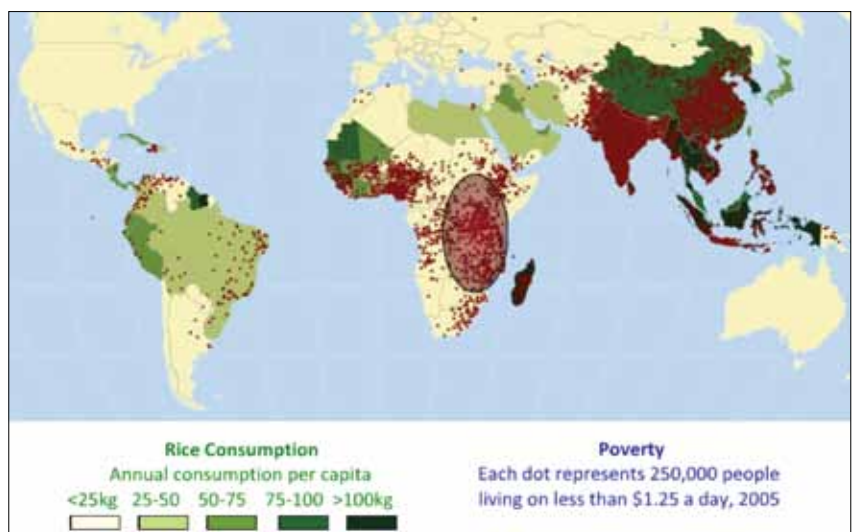 Rice Consumption
Annual consumption per capita
<25kg 25-50 50-75 75-100 >100kg
Poverty
Each dot represents 250,000 people
living on less than $1.25 a day, 2005